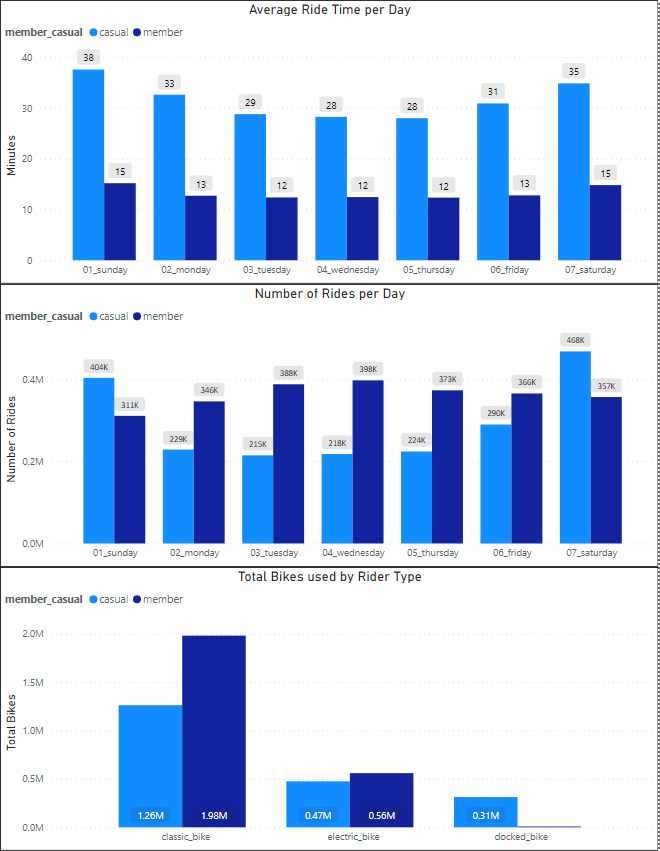 Average Ride Time per Day
member_casual casual member
Minutes
40
30
20
10
0
38
15
33
13
29
12
28
12
28
12
31
13
35
15
01_sunday 02_monday 03_tuesday 04_wednesday 05_thursday 06_friday 07_saturday
Number of Rides per Day
member_casual casual member
Number of Rides
0.4M
0.2M
0.0M
404K
311K
229K
346K
215K
388K
218K
398K
224K
373K
290K
366K
468K
357K
01_sunday 02_monday 03_tuesday 04_wednesday 05_thursday 06_friday 07_saturday
Total Bikes used by Rider Type
member_casual casual member
Total Bikes
2.0M
1.5M
1.0M
0.5M
0.0M
1.26M 1.98M 0.47M 0.56M 0.31M
classic_bike electric_bike docked_bike